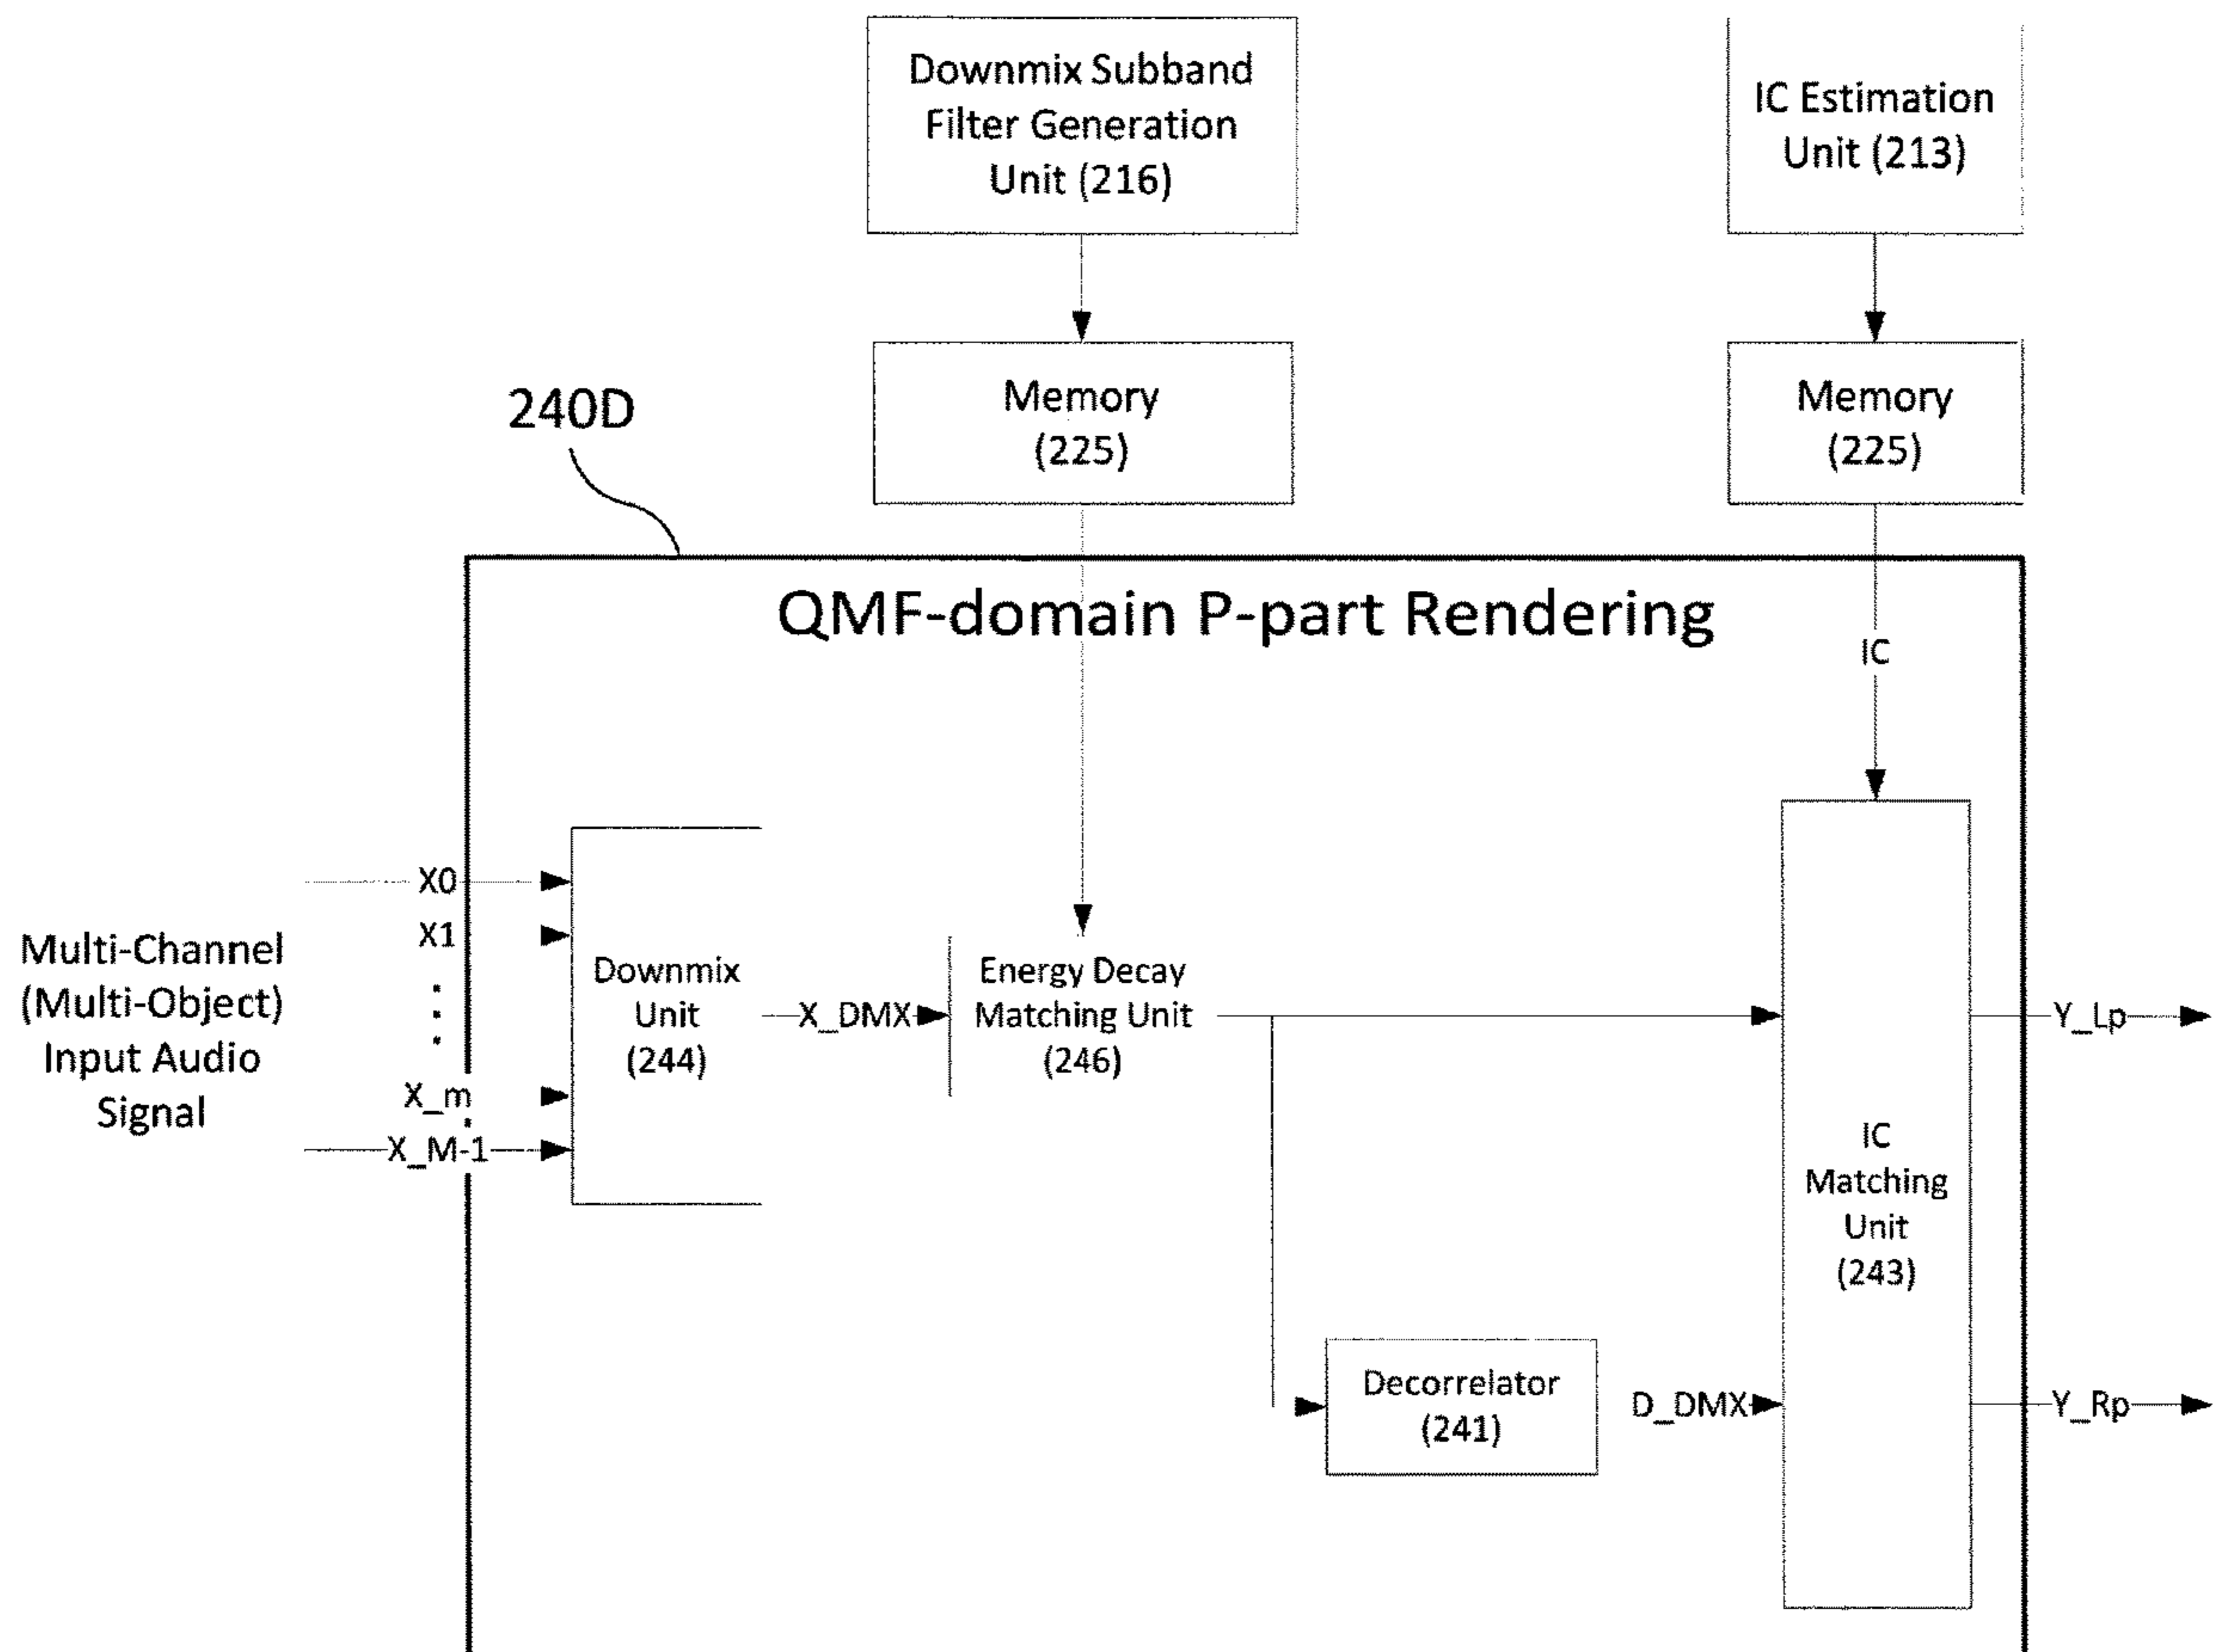 Downmix Subband
Filter Generation
Unit (216)
IC Estimation
Unit (213)
Memory
(225)
Memory
(225)
240D
QMF-domain P-part Rendering
IC
Multi-Channel
(Multi-Object)
Input Audio
Signal
X0
X1
X_m
X_M-1
Downmix
Unit
(244)
X_DMX
Energy Decay
Matching Unit
(246)
Decorrelator
(241)
D_DMX
IC
Matching
Unit
(243)
Y_Lp
Y_Rp